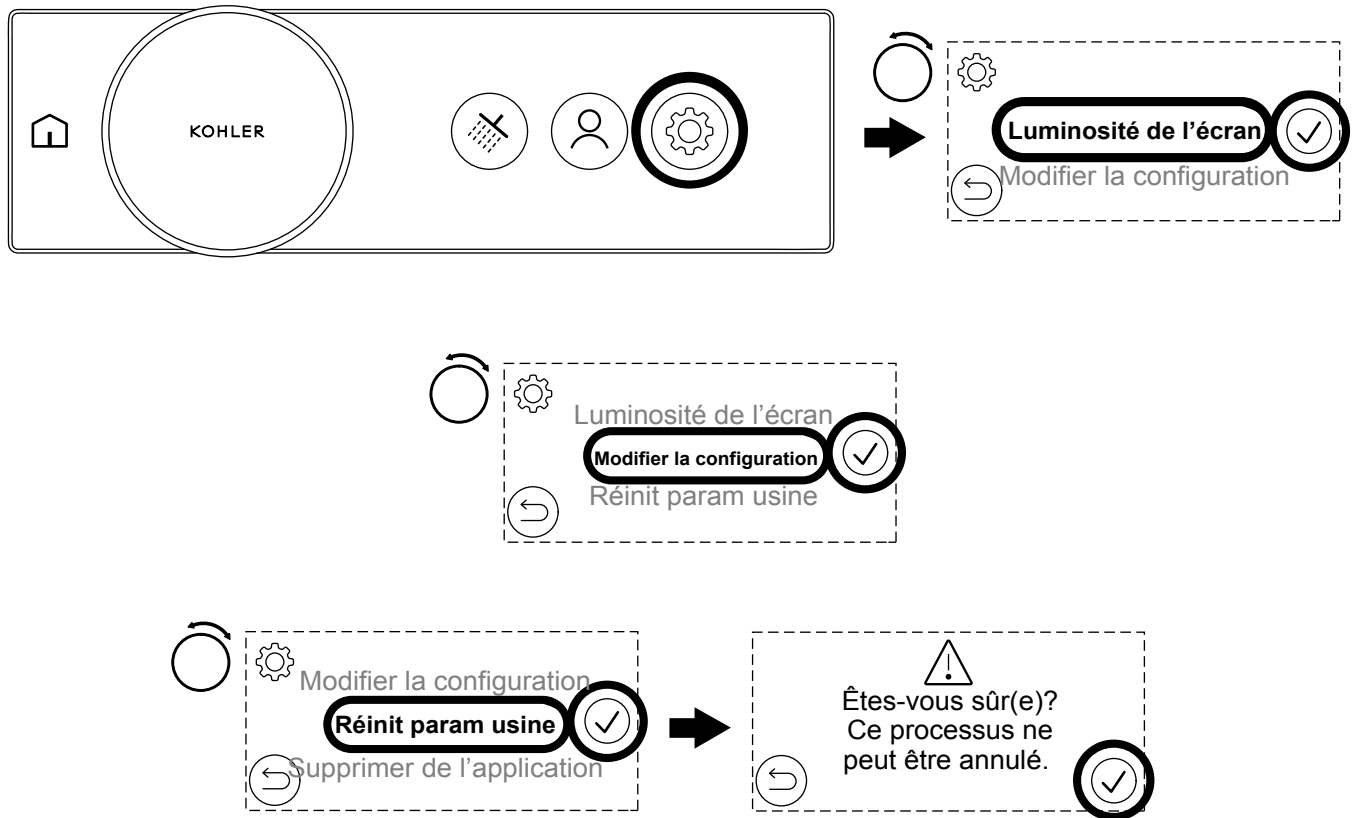 KOHLER
Luminosité de l’écran
Modifier la configuration
Luminosité de l’écran
Modifier la configuration
Réinit param usine
Modifier la configuration
Réinit param usine
Supprimer de l’application
Êtes-vous sûr(e)?
Ce processus ne
peut être annulé.